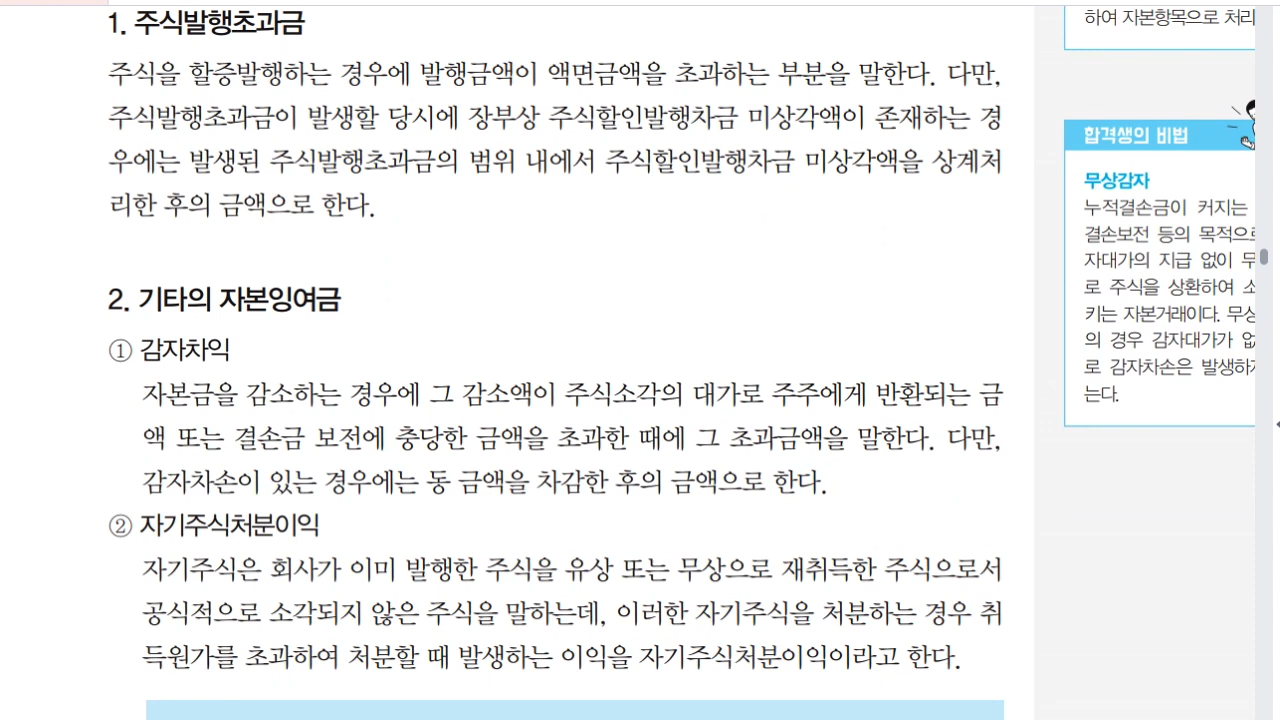 1. 주식발행초과금
주식을 할증발행하는 경우에 발행금액이 액면금액을 초과하는 부분을 말한다. 다만,
주식발행초과금이 발생할 당시에 장부상 주식할인발행차금 미상각액이 존재하는 경
우에는 발생된 주식발행초과금의 범위 내에서 주식할인발행차금 미상각액을 상계처
리한 후의 금액으로 한다.
2. 기타의 자본잉여금
① 감자차익
자본금을 감소하는 경우에 그 감소액이 주식소각의 대가로 주주에게 반환되는 금
액 또는 결손금 보전에 충당한 금액을 초과한 때에 그 초과금액을 말한다. 다만,
감자차손이 있는 경우에는 동 금액을 차감한 후의 금액으로 한다.
② 자기주식처분이익
자기주식은 회사가 이미 발행한 주식을 유상 또는 무상으로 재취득한 주식으로서
공식적으로 소각되지 않은 주식을 말하는데, 이러한 자기주식을 처분하는 경우 취
득원가를 초과하여 처분할 때 발생하는 이익을 자기주식처분이익이라고 한다.
하여 자본항목으로 처리
합격생의 비법
무상감자
누적결손금이 커지는
결손보전 등의 목적으로
자대가의 지급 없이 무
로 주식을 상환하여 소
키는 자본거래이다. 무상
의 경우 감자대가가 없
로 감자차손은 발생하지
는다.